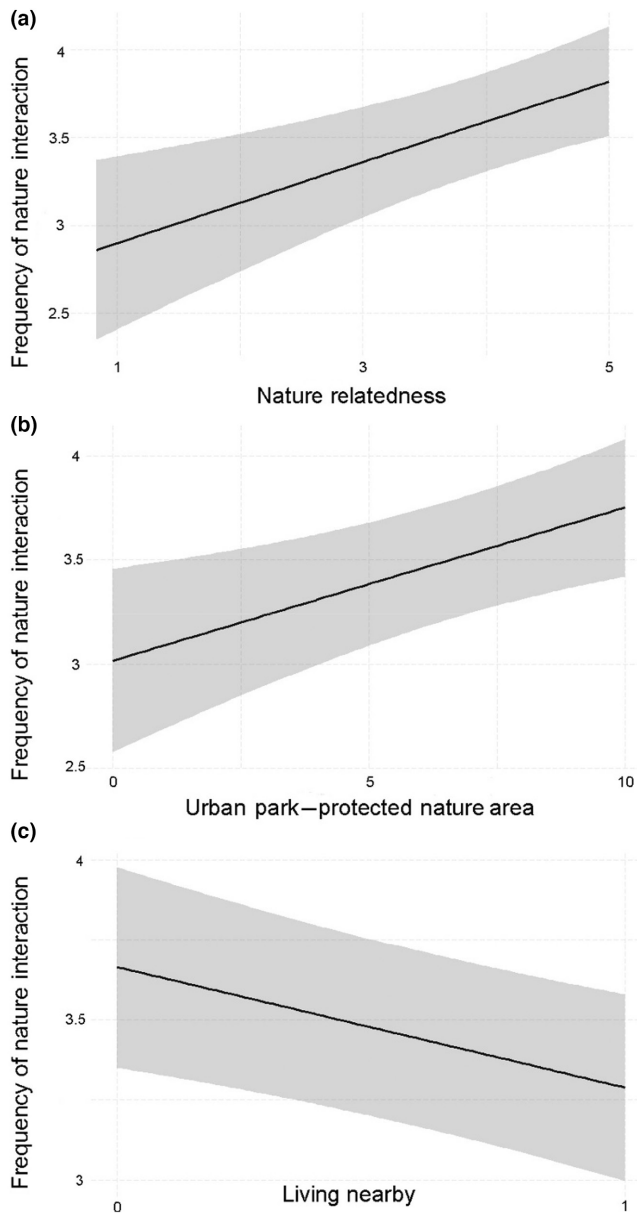 (a)
Frequency of nature interaction
4
3.5
3
2.5
1 3 5
Nature relatedness
(b)
Frequency of nature interaction
4
3.5
3
2.5
0 5 10
Urban park–protected nature area
(c)
Frequency of nature interaction
4
3.5
3
0 1
Living nearby